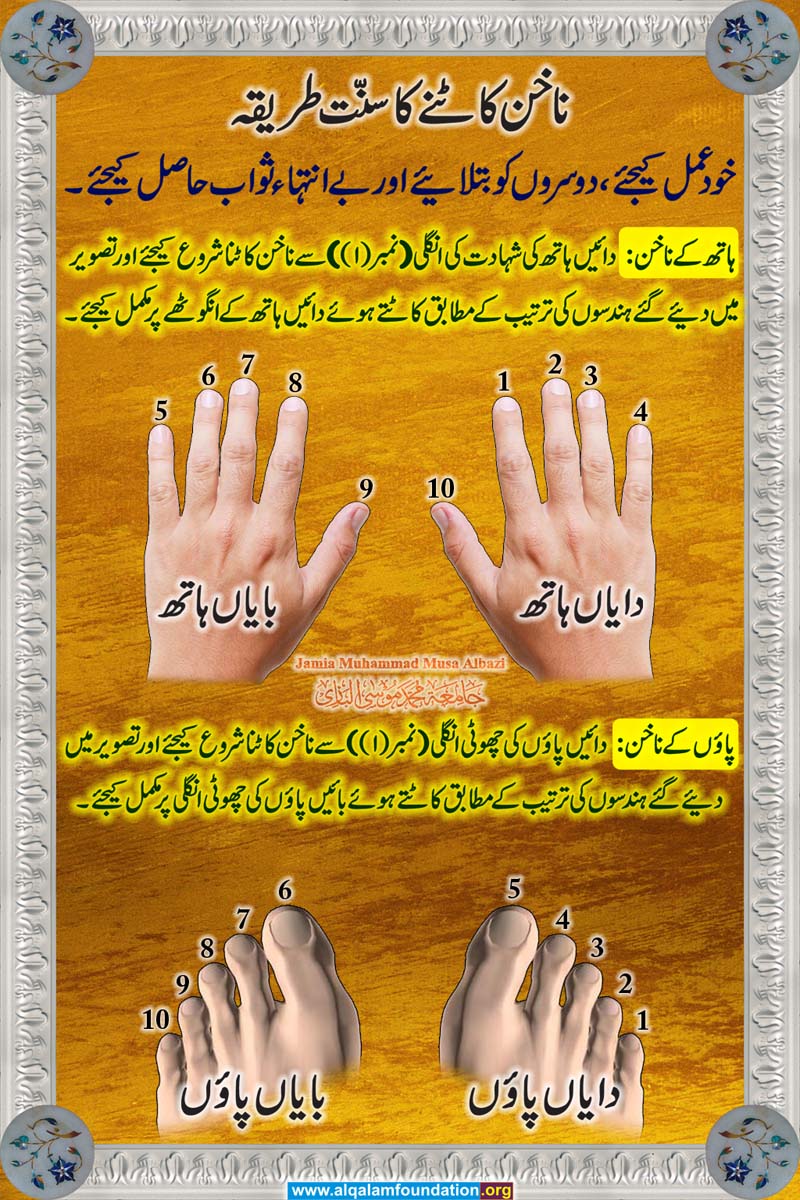 ناخن کاٹنے کا سنّت طریقہ
خود عمل کیجئے، دوسروں کو بتلایئے اور بے انتہاء ثواب حاصل کیجئے۔
ہاتھ کے ناخن: دائیں ہاتھ کی شہادت کی انگلی (نمبر(۱)) سے ناخن کاٹنا شروع کیجئے اور تصویر
میں دیئے گئے ہندسوں کی ترتیب کے مطابق کاٹتے ہوئے دائیں ہاتھ کے انگوٹھے پر مکمل کیجئے۔
5 6 7 8 9
10 1 2 3 4
بایاں ہاتھ
دایاں ہاتھ
Jamia Muhammad Musa Albazi
جامعہ محمد موسیٰ البازی
پاؤں کے ناخن: دائیں پاؤں کی چھوٹی انگلی (نمبر(۱)) سے ناخن کاٹنا شروع کیجئے اور تصویر میں
دیئے گئے ہندسوں کی ترتیب کے مطابق کاٹتے ہوئے بائیں پاؤں کی چھوٹی انگلی پر مکمل کیجئے۔
10 9 8 7 6
5 4 3 2 1
بایاں پاؤں
دایاں پاؤں
www.alqalamfoundation.org